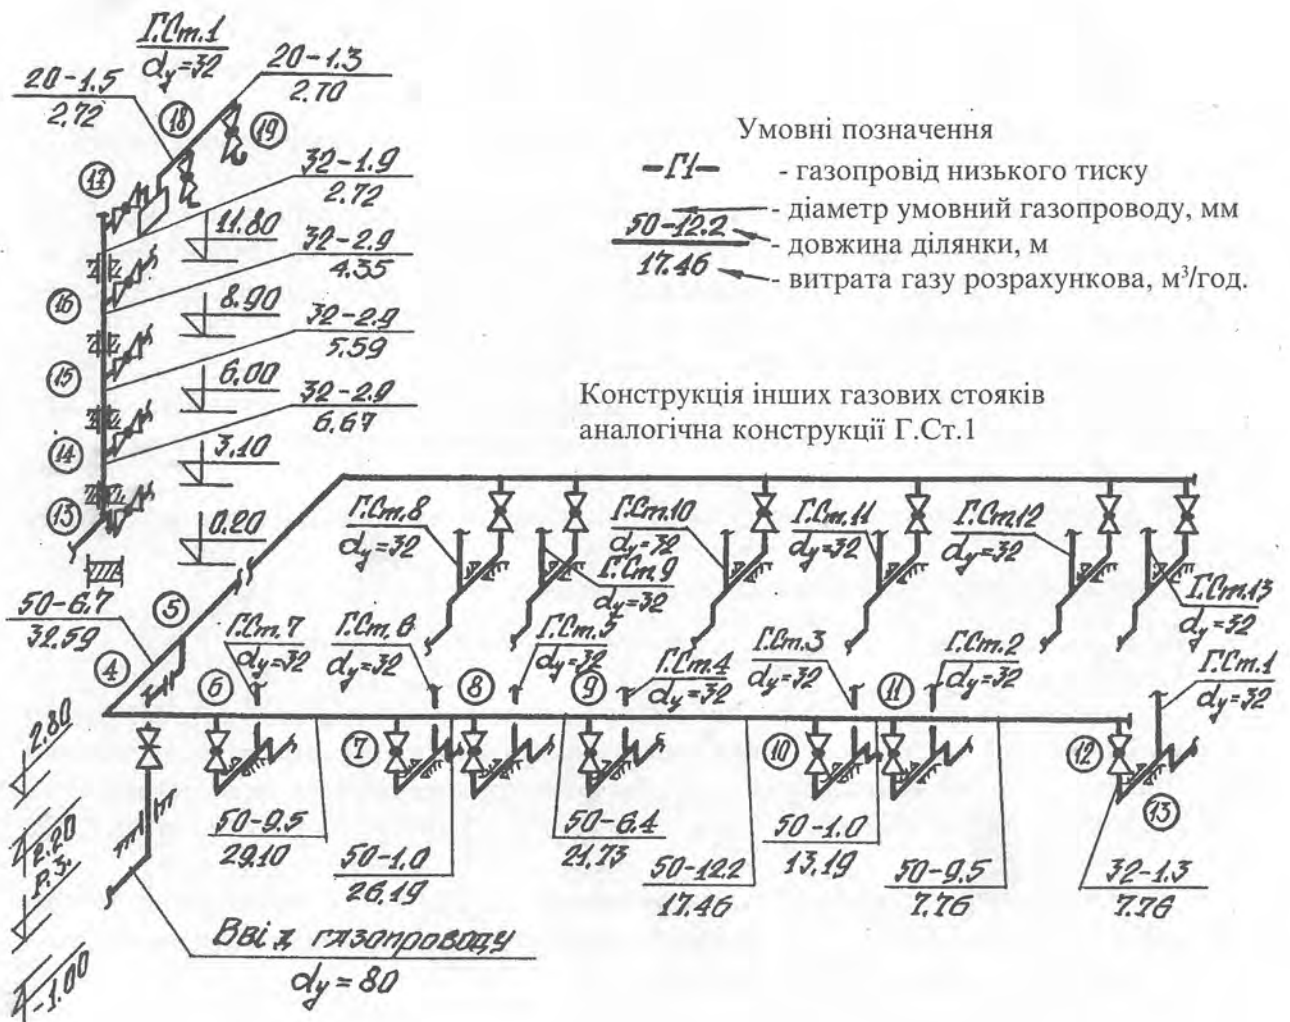 Г.Ст.1
dу=32
20-1.5
2.72
20-1.3
2.70
18
19
17
32-1.9
2.72
11.80
32-2.9
4.35
16
8.90
32-2.9
5.59
15
6.00
32-2.9
6.67
14
3.10
13
0.20
Умовні позначення
-Г1- - газопровід низького тиску
- діаметр умовний газопроводу, мм
50-12.2 - довжина ділянки, м
17.46 - витрата газу розрахункова, м³/год.
Конструкція інших газових стояків
аналогічна конструкції Г.Ст.1
50-6.7
32.59
5
4
Г.Ст.8
dу=32
Г.Ст.10
dу=32
Г.Ст.9
dу=32
Г.Ст.11
dу=32
Г.Ст.12
dу=32
Г.Ст.13
dу=32
Г.Ст.7
dу=32
Г.Ст.6
dу=32
Г.Ст.5
dу=32
Г.Ст.4
dу=32
Г.Ст.3
dу=32
Г.Ст.2
dу=32
Г.Ст.1
dу=32
6
8
9
11
7
10
12
13
2.80
2.20
Р.З.
-1.00
50-9.5
29.10
50-1.0
26.19
50-6.4
21.73
50-12.2
17.46
50-1.0
13.19
50-9.5
7.76
32-1.3
7.76
Ввід газопроводу
dу=80